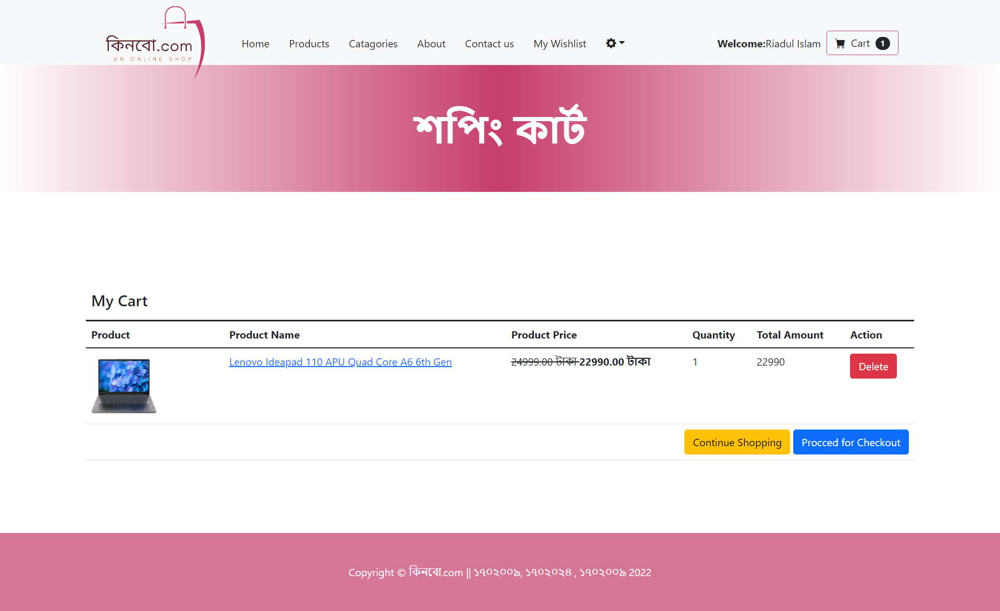 কিনবো.com
AN ONLINE SHOP
Home Products Catagories About Contact us My Wishlist Welcome:Riadul Islam Cart 1
শপিং কার্ট
My Cart
Product Product Name Product Price Quantity Total Amount Action
Lenovo Ideapad 110 APU Quad Core A6 6th Gen 24999.00 টাকা 22990.00 টাকা 1 22990 Delete
Continue Shopping Procced for Checkout
Copyright © কিনবো.com || ১৭০২০০৯, ১৭০২০২৪ , ১৭০২০০৯ 2022